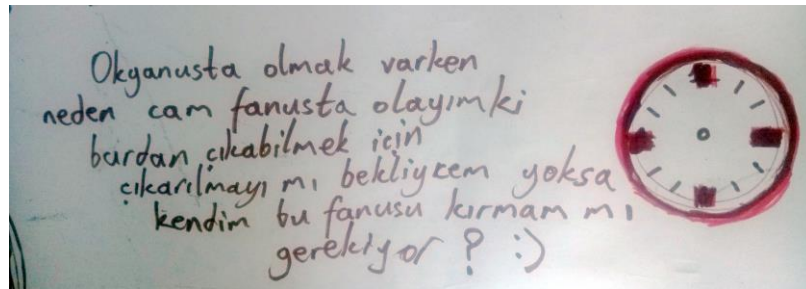 Okyanusta olmak varken
neden cam fanusta olayımki
burdan çıkabilmek için
çıkarılmayı mı bekliycem yoksa
kendim bu fanusu kırmam mı
gerekiyor ? :)